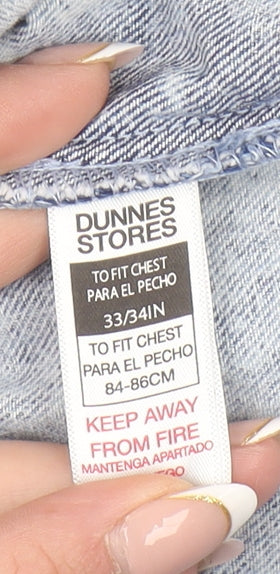 DUNNES
STORES
TO FIT CHEST
PARA EL PECHO
33/34IN
TO FIT CHEST
PARA EL PECHO
84-86CM
KEEP AWAY
FROM FIRE
MANTENGA APARTADO